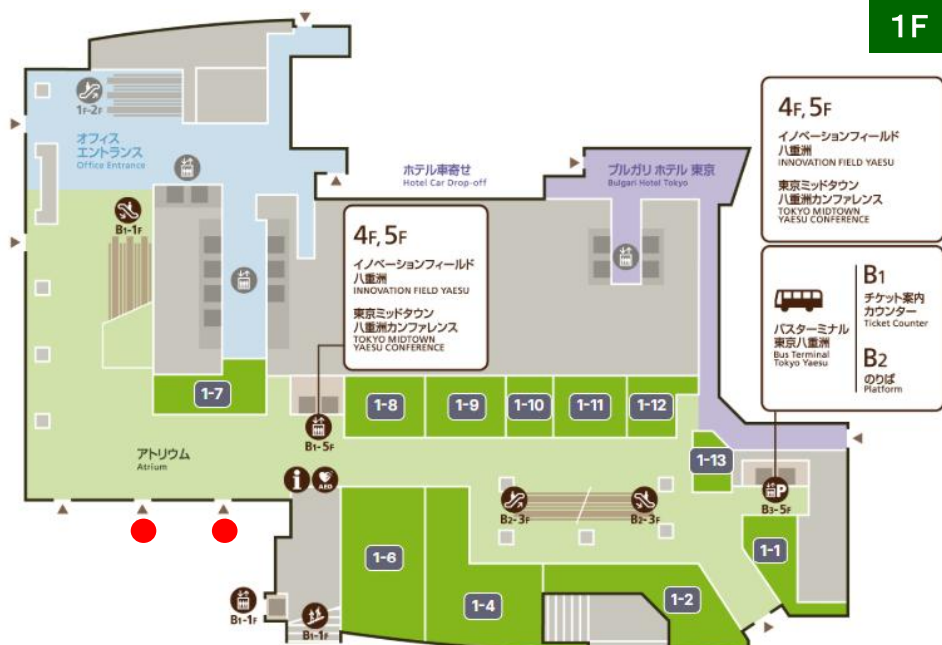 1F
1F-2F
オフィス
エントランス
Office Entrance
B1-1F
ホテル車寄せ
Hotel Car Drop-off
ブルガリ ホテル 東京
Bulgari Hotel Tokyo
4F, 5F
イノベーションフィールド
八重洲
INNOVATION FIELD YAESU
東京ミッドタウン
八重洲カンファレンス
TOKYO MIDTOWN
YAESU CONFERENCE
4F, 5F
イノベーションフィールド
八重洲
INNOVATION FIELD YAESU
東京ミッドタウン
八重洲カンファレンス
TOKYO MIDTOWN
YAESU CONFERENCE
バスターミナル
東京八重洲
Bus Terminal
Tokyo Yaesu
B1
チケット案内
カウンター
Ticket Counter
B2
のりば
Platform
1-7
1-8
1-9
1-10
1-11
1-12
B1-5F
アトリウム
Atrium
1-13
i
AED
P
B3-5F
B2-3F
B2-3F
1-6
1-4
1-2
1-1
B1-1F
B1-1F